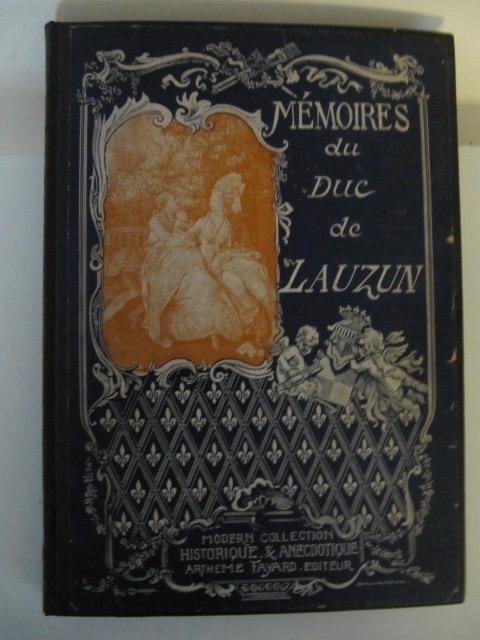 MÉMOIRES
du
DUC
de
LAUZUN
MODERN COLLECTION
HISTORIQUE & ANECDOTIQUE
ARTHEME FAYARD - EDITEUR